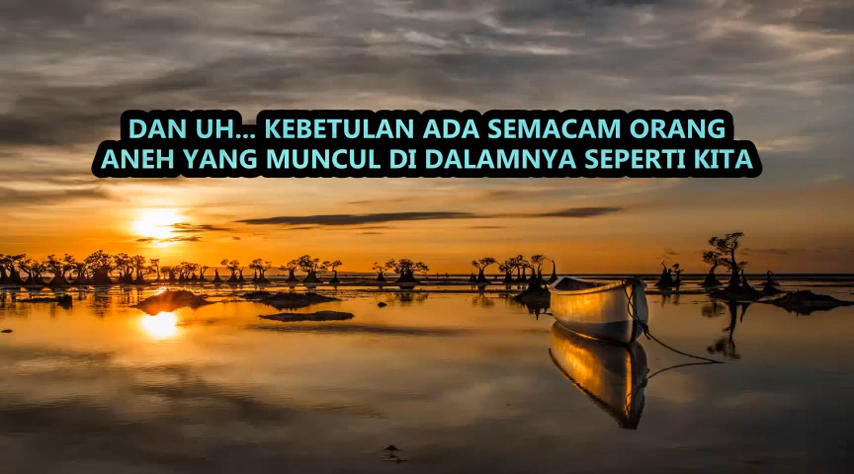 DAN UH... KEBETULAN ADA SEMACAM ORANG
ANEH YANG MUNCUL DI DALAMNYA SEPERTI KITA